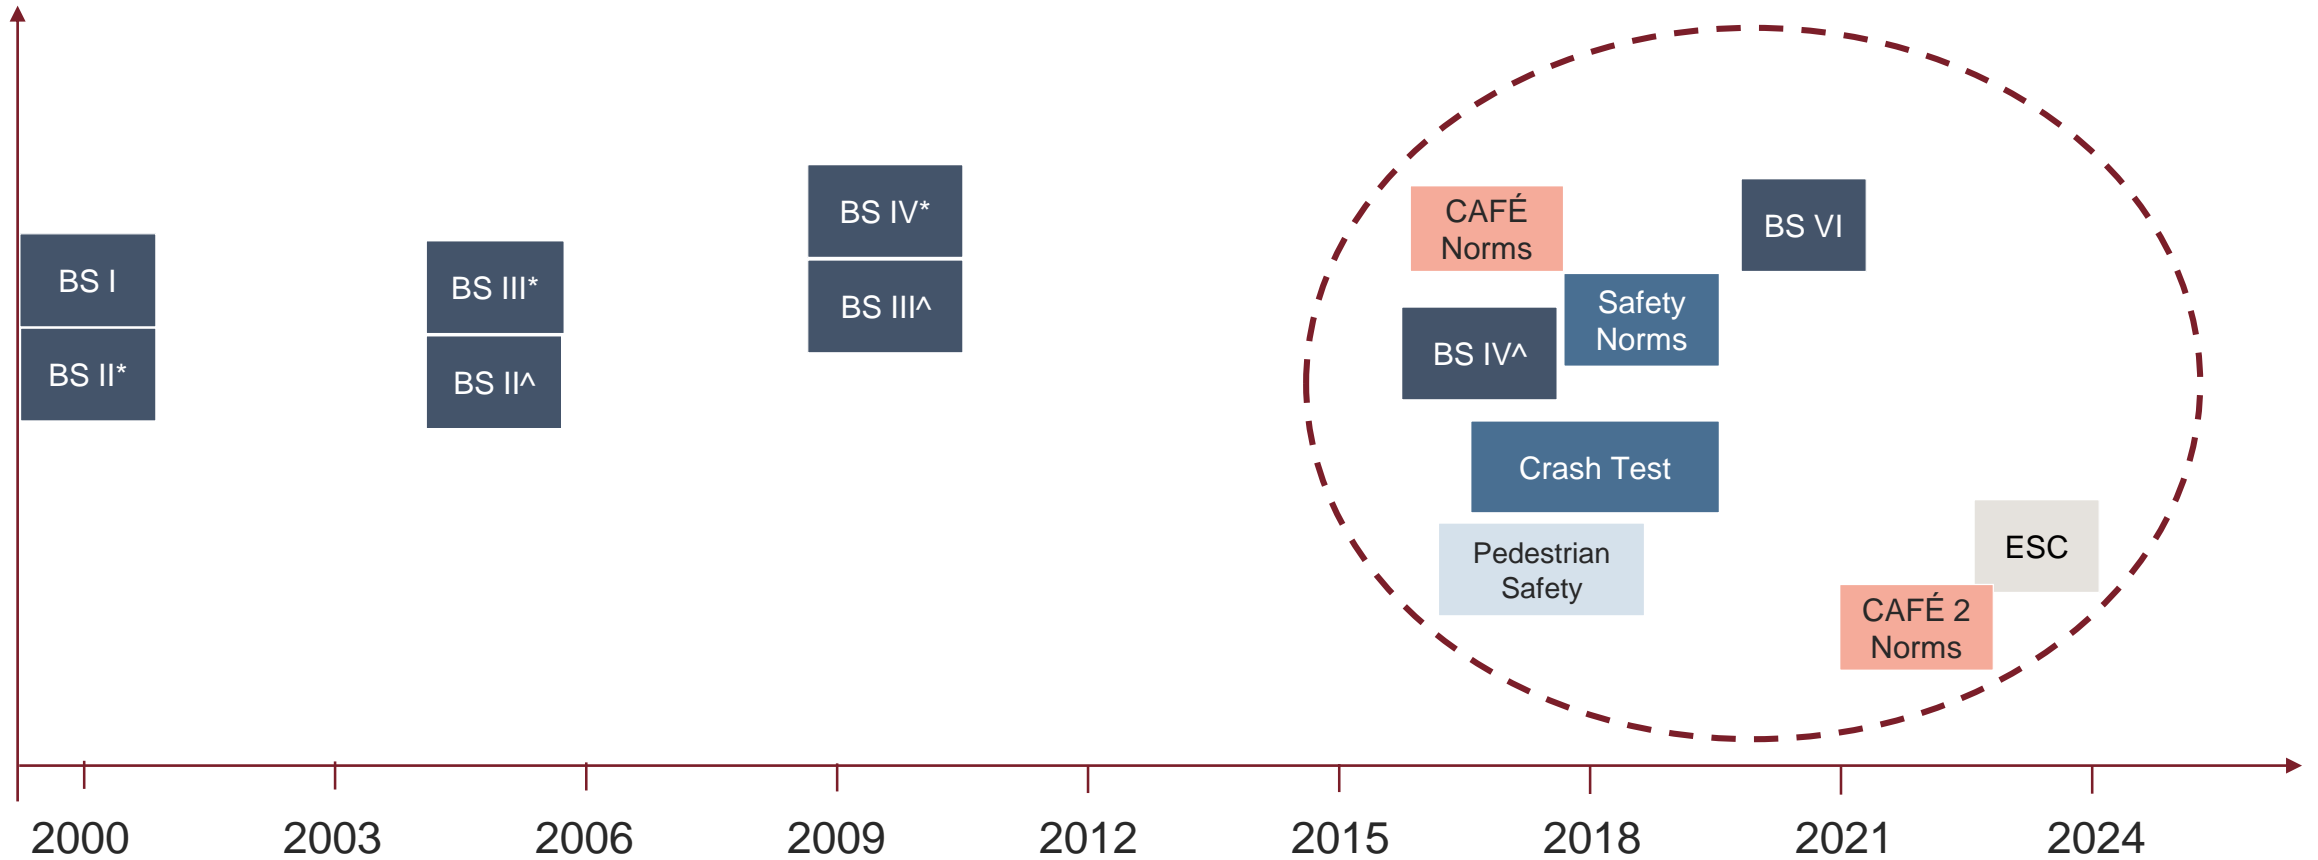 BS I
BS II*
BS III*
BS II^
BS IV*
BS III^
CAFÉ
Norms
BS IV^
Safety
Norms
BS VI
Crash Test
Pedestrian
Safety
ESC
CAFÉ 2
Norms
2000 2003 2006 2009 2012 2015 2018 2021 2024